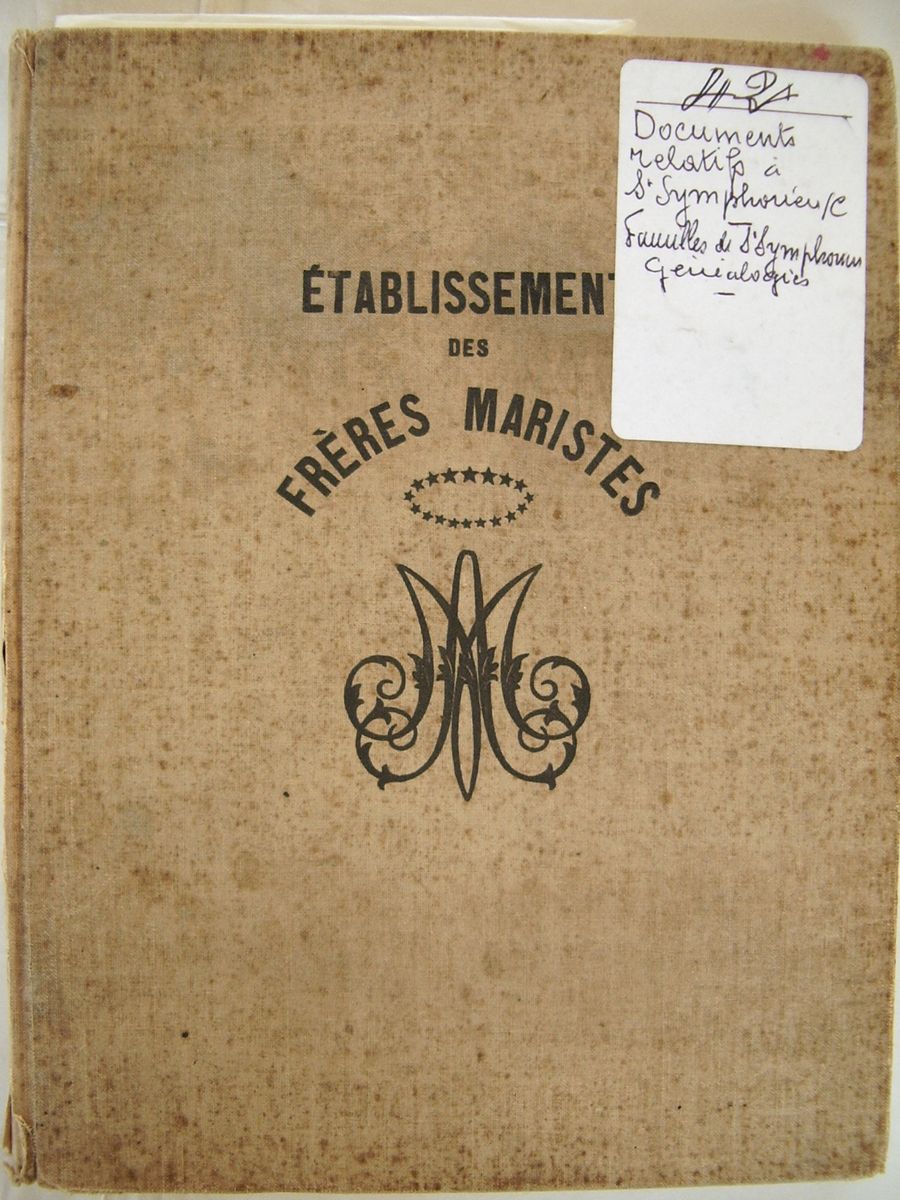 Documents
relatifs à
St Symphorien/C
Familles de St Symphorien
Généalogies
ÉTABLISSEMENT
DES
FRÈRES MARISTES